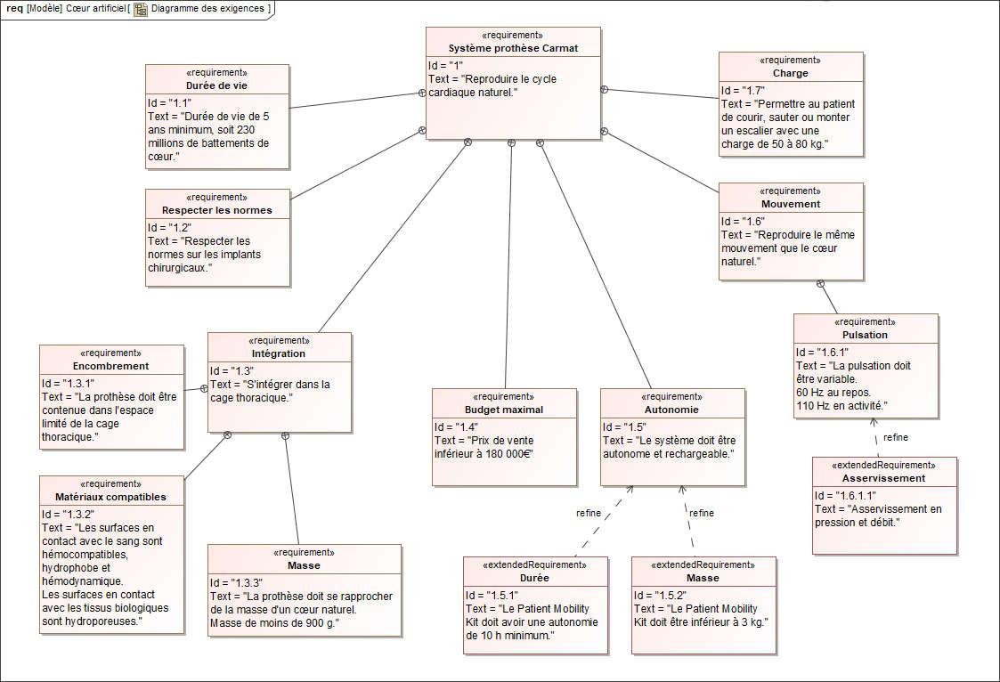 req [Modèle] Cœur artificiel[ Diagramme des exigences ]
«requirement»
Système prothèse Carmat
Id = "1"
Text = "Reproduire le cycle
cardiaque naturel."
«requirement»
Durée de vie
Id = "1.1"
Text = "Durée de vie de 5
ans minimum, soit 230
millions de battements de
cœur."
«requirement»
Charge
Id = "1.7"
Text = "Permettre au patient
de courir, sauter ou monter
un escalier avec une
charge de 50 à 80 kg."
«requirement»
Respecter les normes
Id = "1.2"
Text = "Respecter les
normes sur les implants
chirurgicaux."
«requirement»
Mouvement
Id = "1.6"
Text = "Reproduire le même
mouvement que le cœur
naturel."
«requirement»
Pulsation
Id = "1.6.1"
Text = "La pulsation doit
être variable.
60 Hz au repos.
110 Hz en activité."
«requirement»
Intégration
Id = "1.3"
Text = "S'intégrer dans la
cage thoracique."
«requirement»
Encombrement
Id = "1.3.1"
Text = "La prothèse doit être
contenue dans l'espace
limité de la cage
thoracique."
«requirement»
Budget maximal
Id = "1.4"
Text = "Prix de vente
inférieur à 180 000€"
«requirement»
Autonomie
Id = "1.5"
Text = "Le système doit être
autonome et rechargeable."
refine
«extendedRequirement»
Asservissement
Id = "1.6.1.1"
Text = "Asservissement en
pression et débit."
«requirement»
Matériaux compatibles
Id = "1.3.2"
Text = "Les surfaces en
contact avec le sang sont
hémocompatibles,
hydrophobe et
hémodynamique.
Les surfaces en contact
avec les tissus biologiques
sont hydroporeuses."
«requirement»
Masse
Id = "1.3.3"
Text = "La prothèse doit se rapprocher
de la masse d'un cœur naturel.
Masse de moins de 900 g."
refine
refine
«extendedRequirement»
Durée
Id = "1.5.1"
Text = "Le Patient Mobility
Kit doit avoir une autonomie
de 10 h minimum."
«extendedRequirement»
Masse
Id = "1.5.2"
Text = "Le Patient Mobility
Kit doit être inférieur à 3 kg."